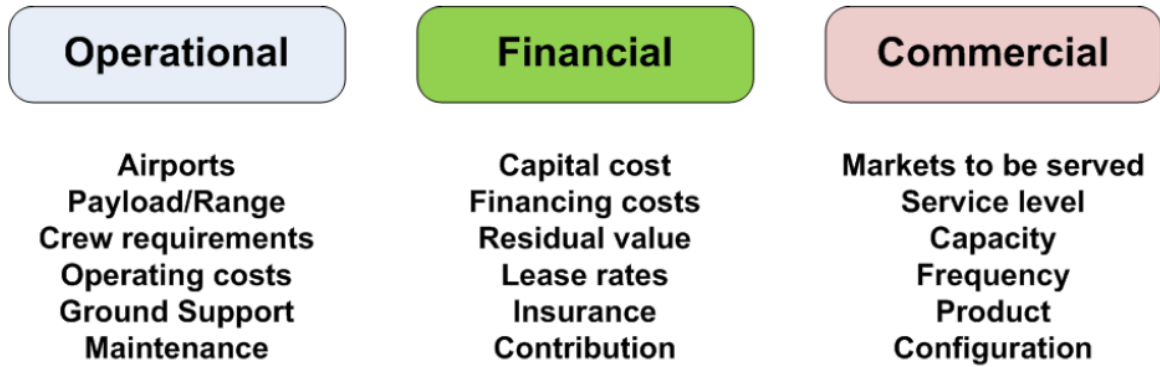 Operational
Financial
Commercial
Airports
Payload/Range
Crew requirements
Operating costs
Ground Support
Maintenance
Capital cost
Financing costs
Residual value
Lease rates
Insurance
Contribution
Markets to be served
Service level
Capacity
Frequency
Product
Configuration